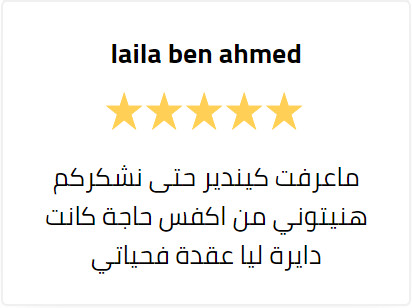 laila ben ahmed
ماعرفت كيندير حتى نشكركم
هنيتوني من اكفس حاجة كانت
دايرة ليا عقدة فحياتي